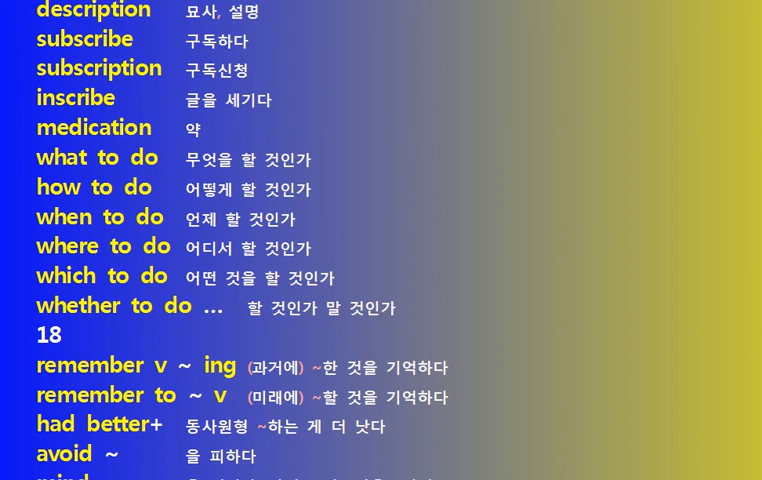 description 묘사, 설명
subscribe 구독하다
subscription 구독신청
inscribe 글을 세기다
medication 약
what to do 무엇을 할 것인가
how to do 어떻게 할 것인가
when to do 언제 할 것인가
where to do 어디서 할 것인가
which to do 어떤 것을 할 것인가
whether to do ... 할 것인가 말 것인가
18
remember v ~ ing (과거에) ~한 것을 기억하다
remember to ~ v (미래에) ~할 것을 기억하다
had better+ 동사원형 ~하는 게 더 낫다
avoid ~ 을 피하다